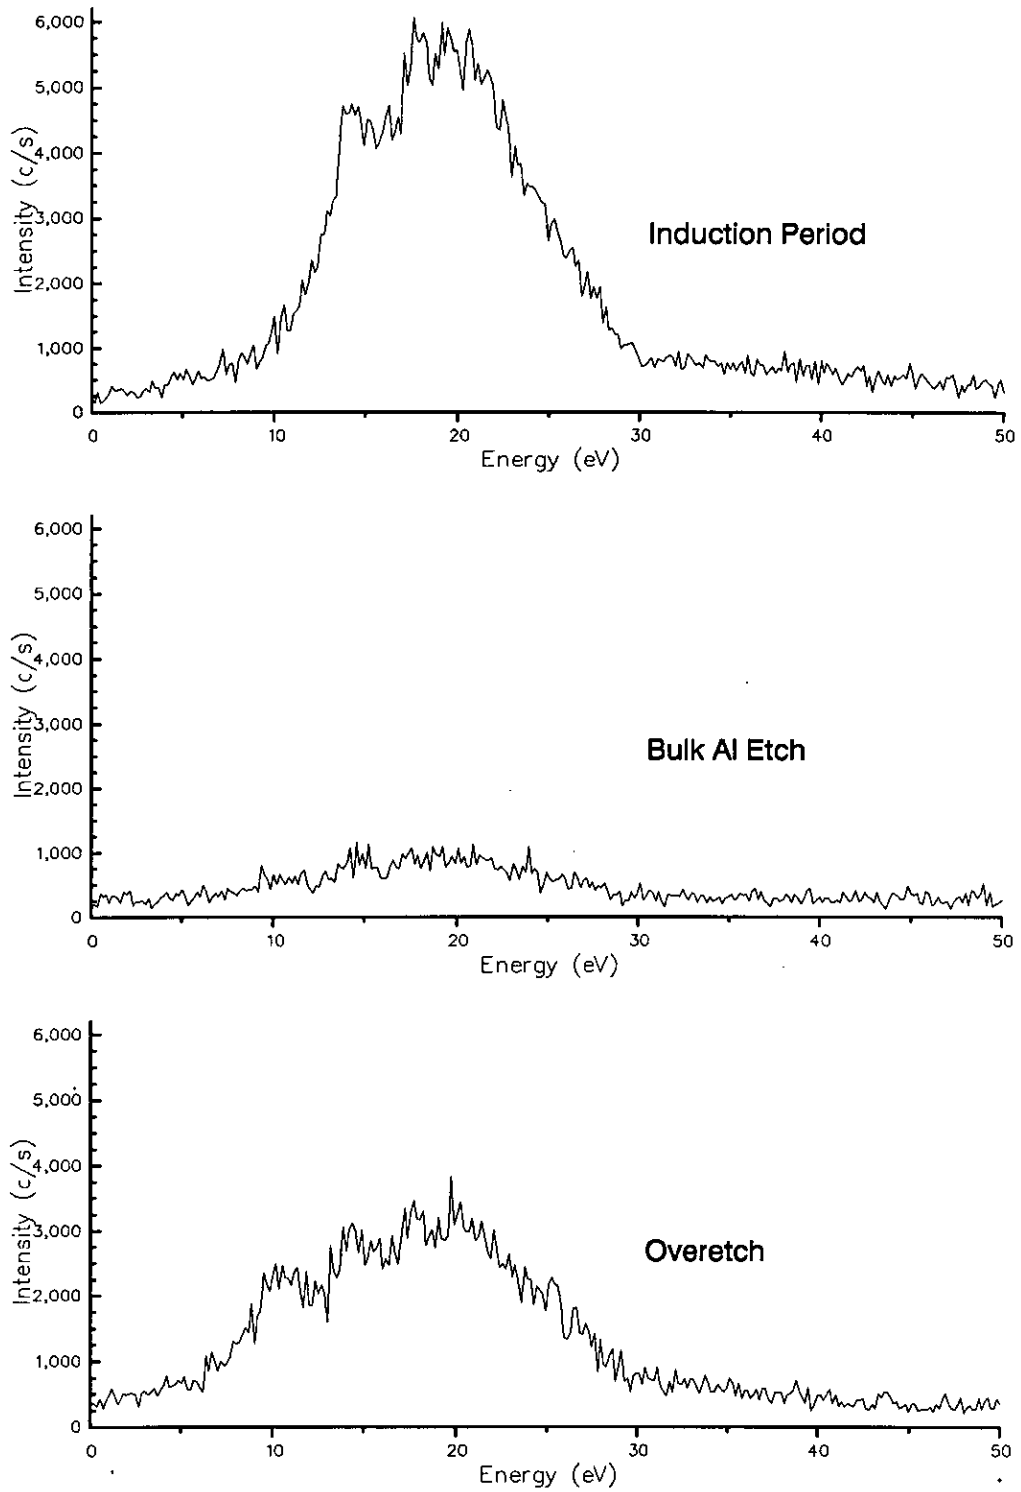 6,000
5,000
4,000
3,000
2,000
1,000
0
Intensity (c/s)
Induction Period
0 10 20 30 40 50
Energy (eV)
6,000
5,000
4,000
3,000
2,000
1,000
0
Intensity (c/s)
Bulk Al Etch
0 10 20 30 40 50
Energy (eV)
6,000
5,000
4,000
3,000
2,000
1,000
0
Intensity (c/s)
Overetch
0 10 20 30 40 50
Energy (eV)